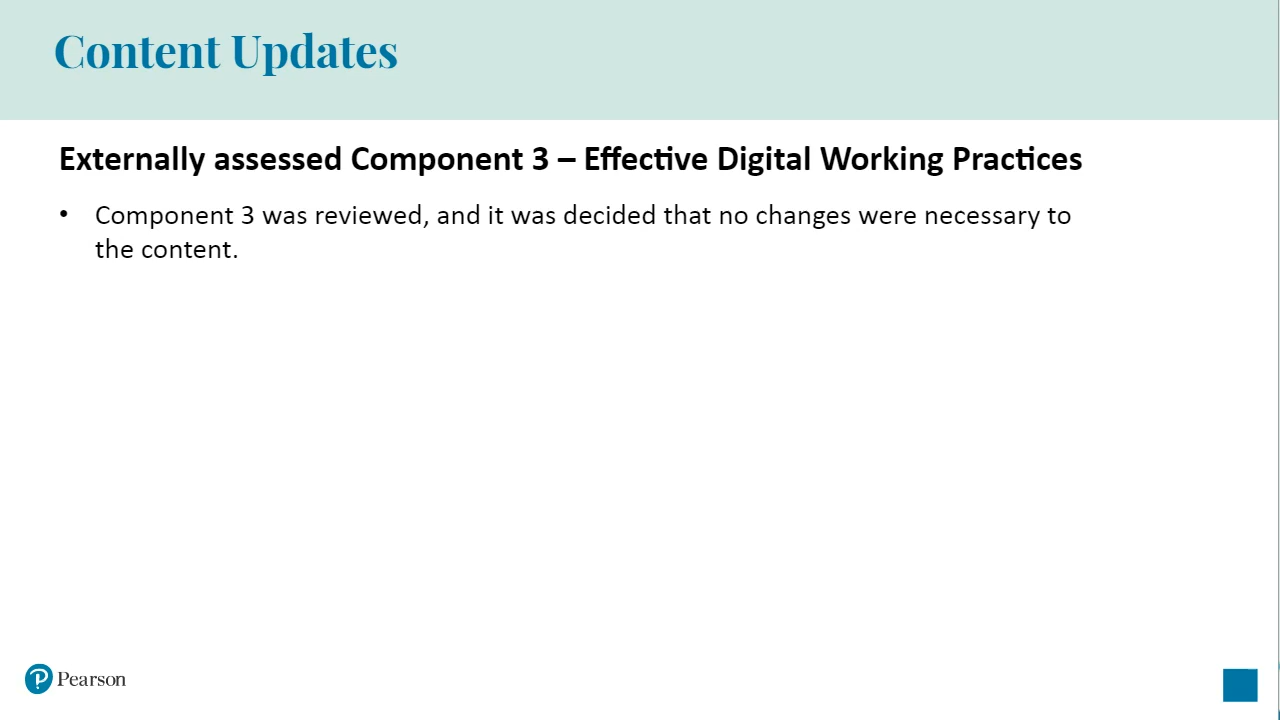 Content Updates
Externally assessed Component 3 – Effective Digital Working Practices
• Component 3 was reviewed, and it was decided that no changes were necessary to
the content.
Pearson